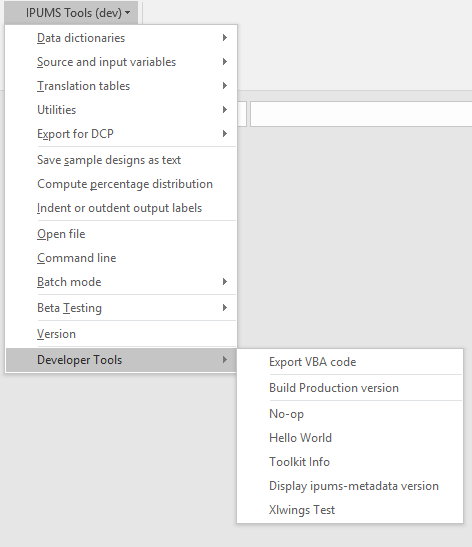 IPUMS Tools (dev)
Data dictionaries
Source and input variables
Translation tables
Utilities
Export for DCP
Save sample designs as text
Compute percentage distribution
Indent or outdent output labels
Open file
Command line
Batch mode
Beta Testing
Version
Developer Tools
Export VBA code
Build Production version
No-op
Hello World
Toolkit Info
Display ipums-metadata version
Xlwings Test